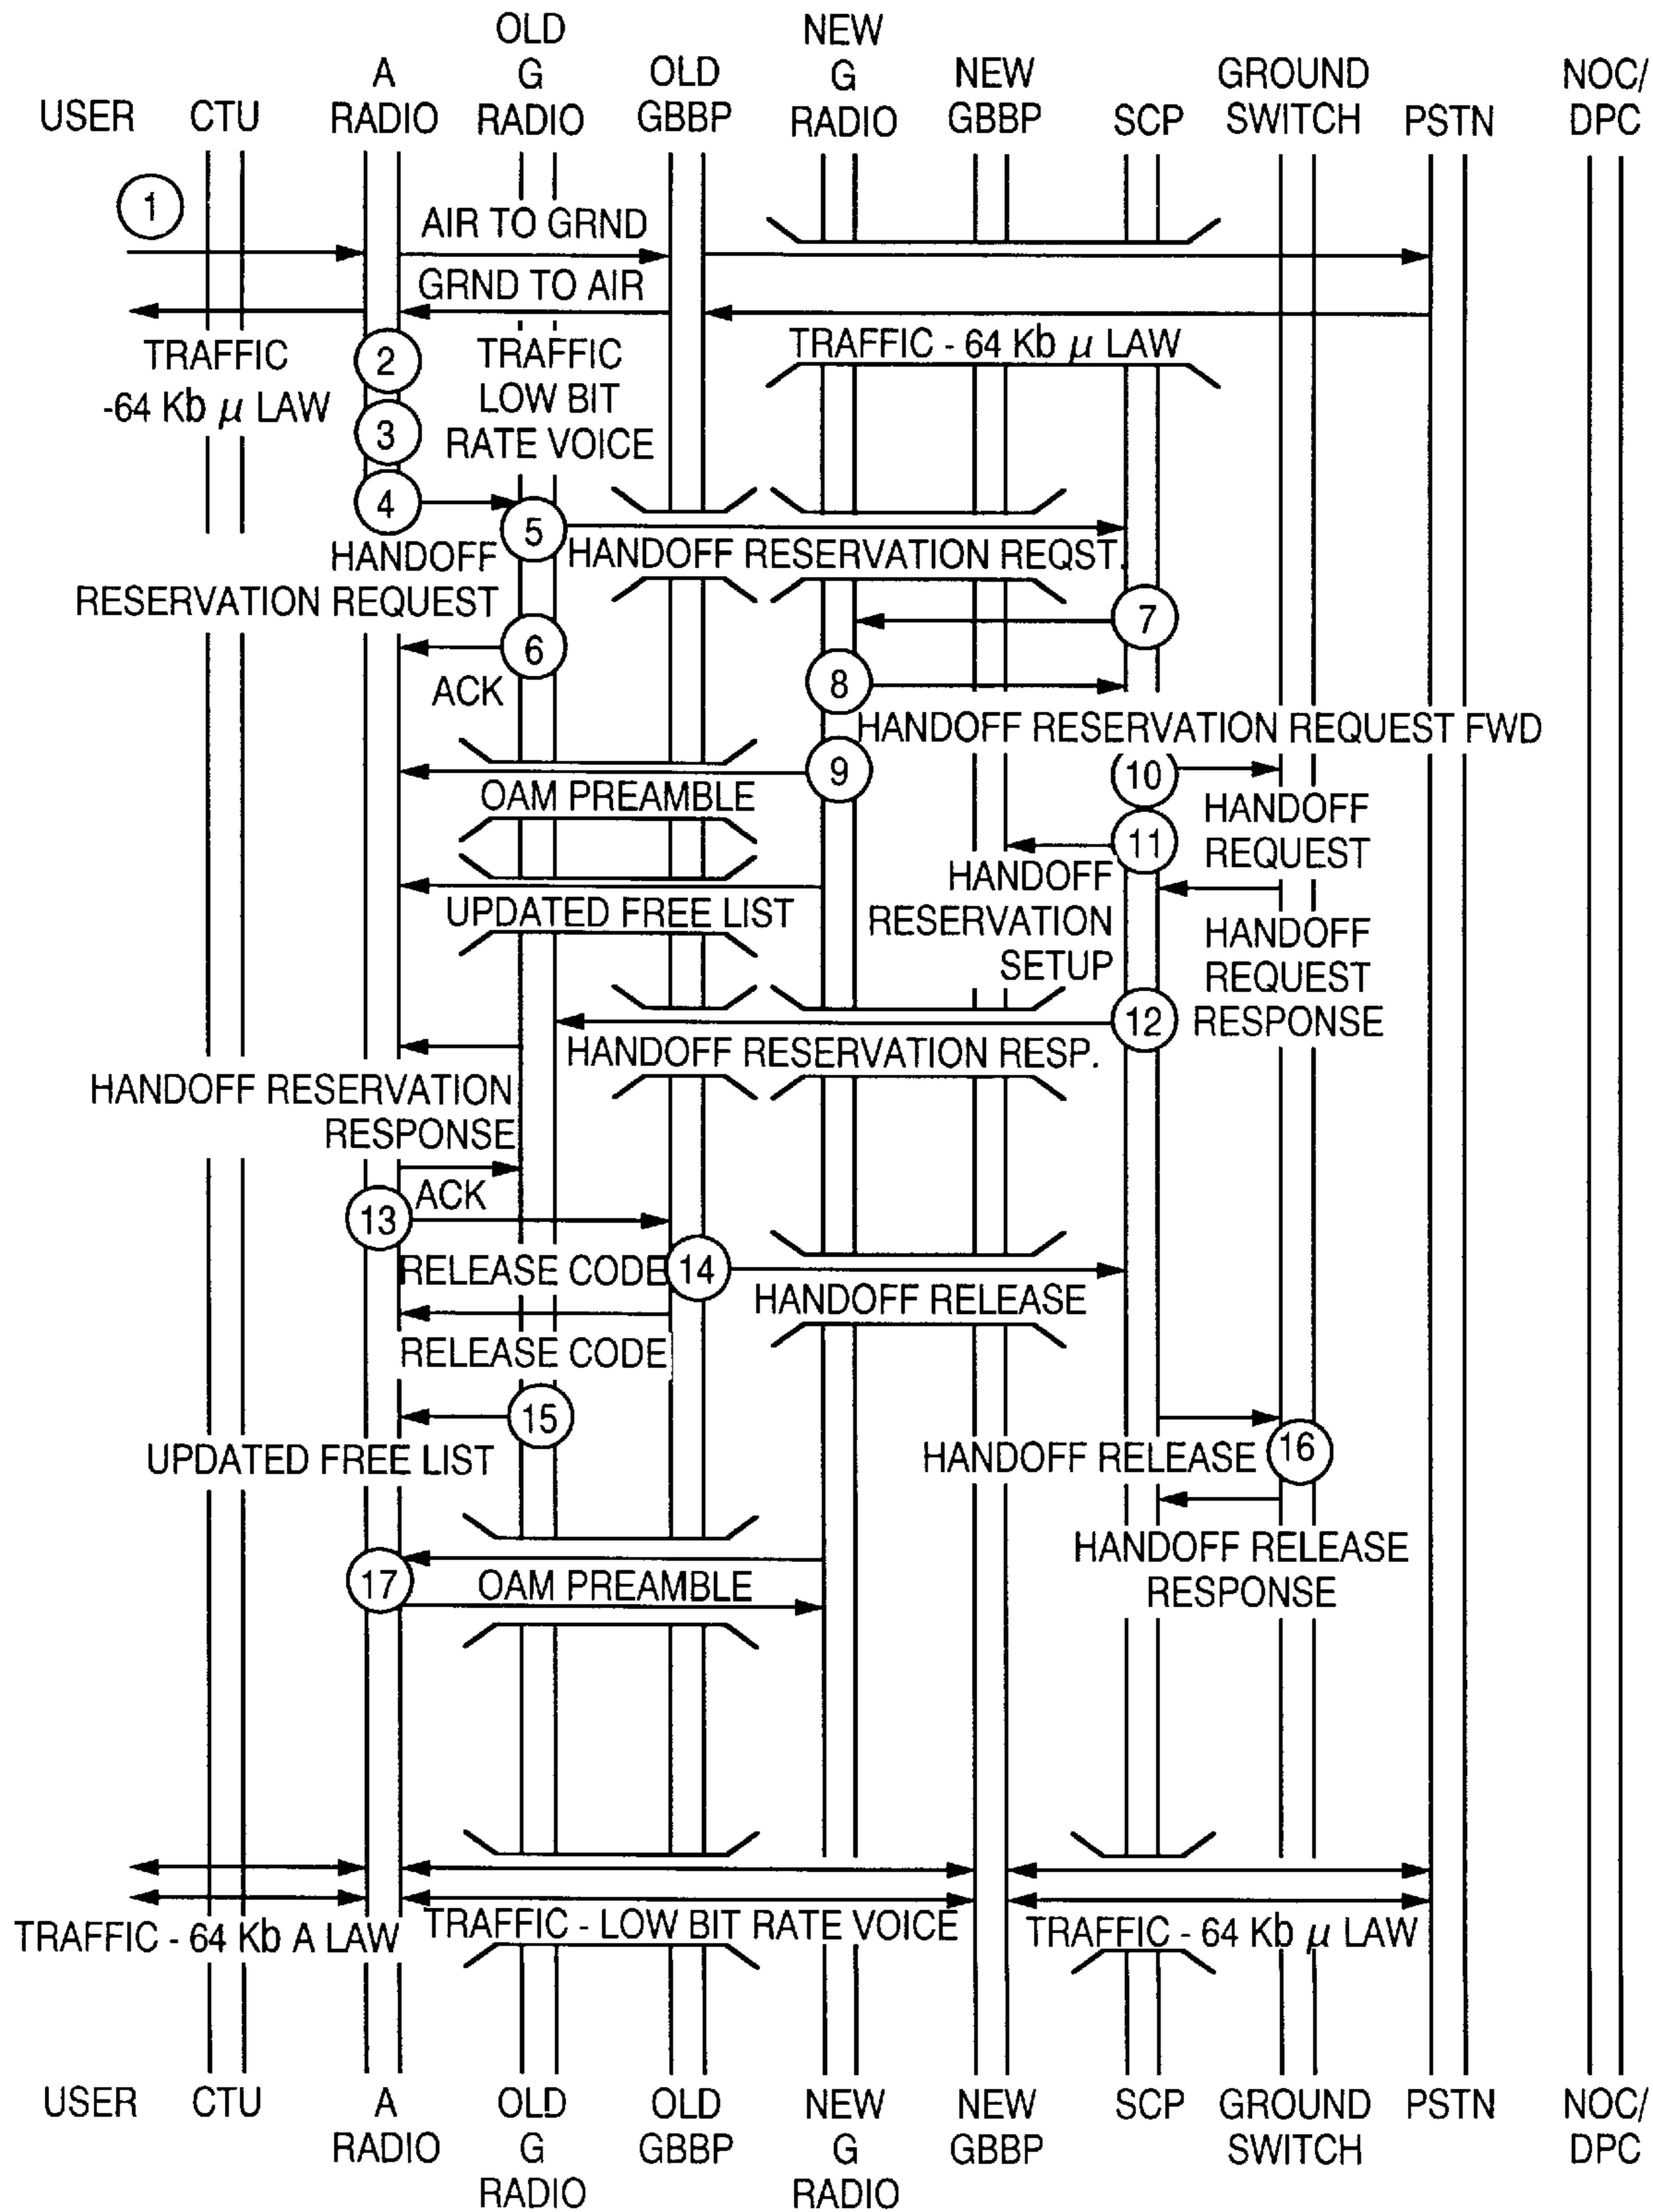 OLD
NEW
A
G
OLD
G
NEW
GROUND
NOC/
USER
CTU
RADIO
RADIO
GBBP
RADIO
GBBP
SCP
SWITCH
PSTN
DPC
1
AIR TO GRND
GRND TO AIR
TRAFFIC
-64 Kb μ LAW
2
TRAFFIC
LOW BIT
RATE VOICE
TRAFFIC - 64 Kb μ LAW
3
4
5
HANDOFF
RESERVATION REQUEST
HANDOFF RESERVATION REQST.
7
6
ACK
8
HANDOFF RESERVATION REQUEST FWD
9
10
OAM PREAMBLE
HANDOFF
REQUEST
11
UPDATED FREE LIST
HANDOFF
RESERVATION
SETUP
HANDOFF
REQUEST
RESPONSE
12
HANDOFF RESERVATION RESP.
HANDOFF RESERVATION
RESPONSE
ACK
13
RELEASE CODE
14
HANDOFF RELEASE
RELEASE CODE
15
UPDATED FREE LIST
HANDOFF RELEASE
16
HANDOFF RELEASE
RESPONSE
17
OAM PREAMBLE
TRAFFIC - 64 Kb A LAW
TRAFFIC - LOW BIT RATE VOICE
TRAFFIC - 64 Kb μ LAW
USER
CTU
A
OLD
OLD
NEW
NEW
SCP
GROUND
PSTN
NOC/
RADIO
G
GBBP
G
GBBP
SWITCH
DPC
RADIO
RADIO